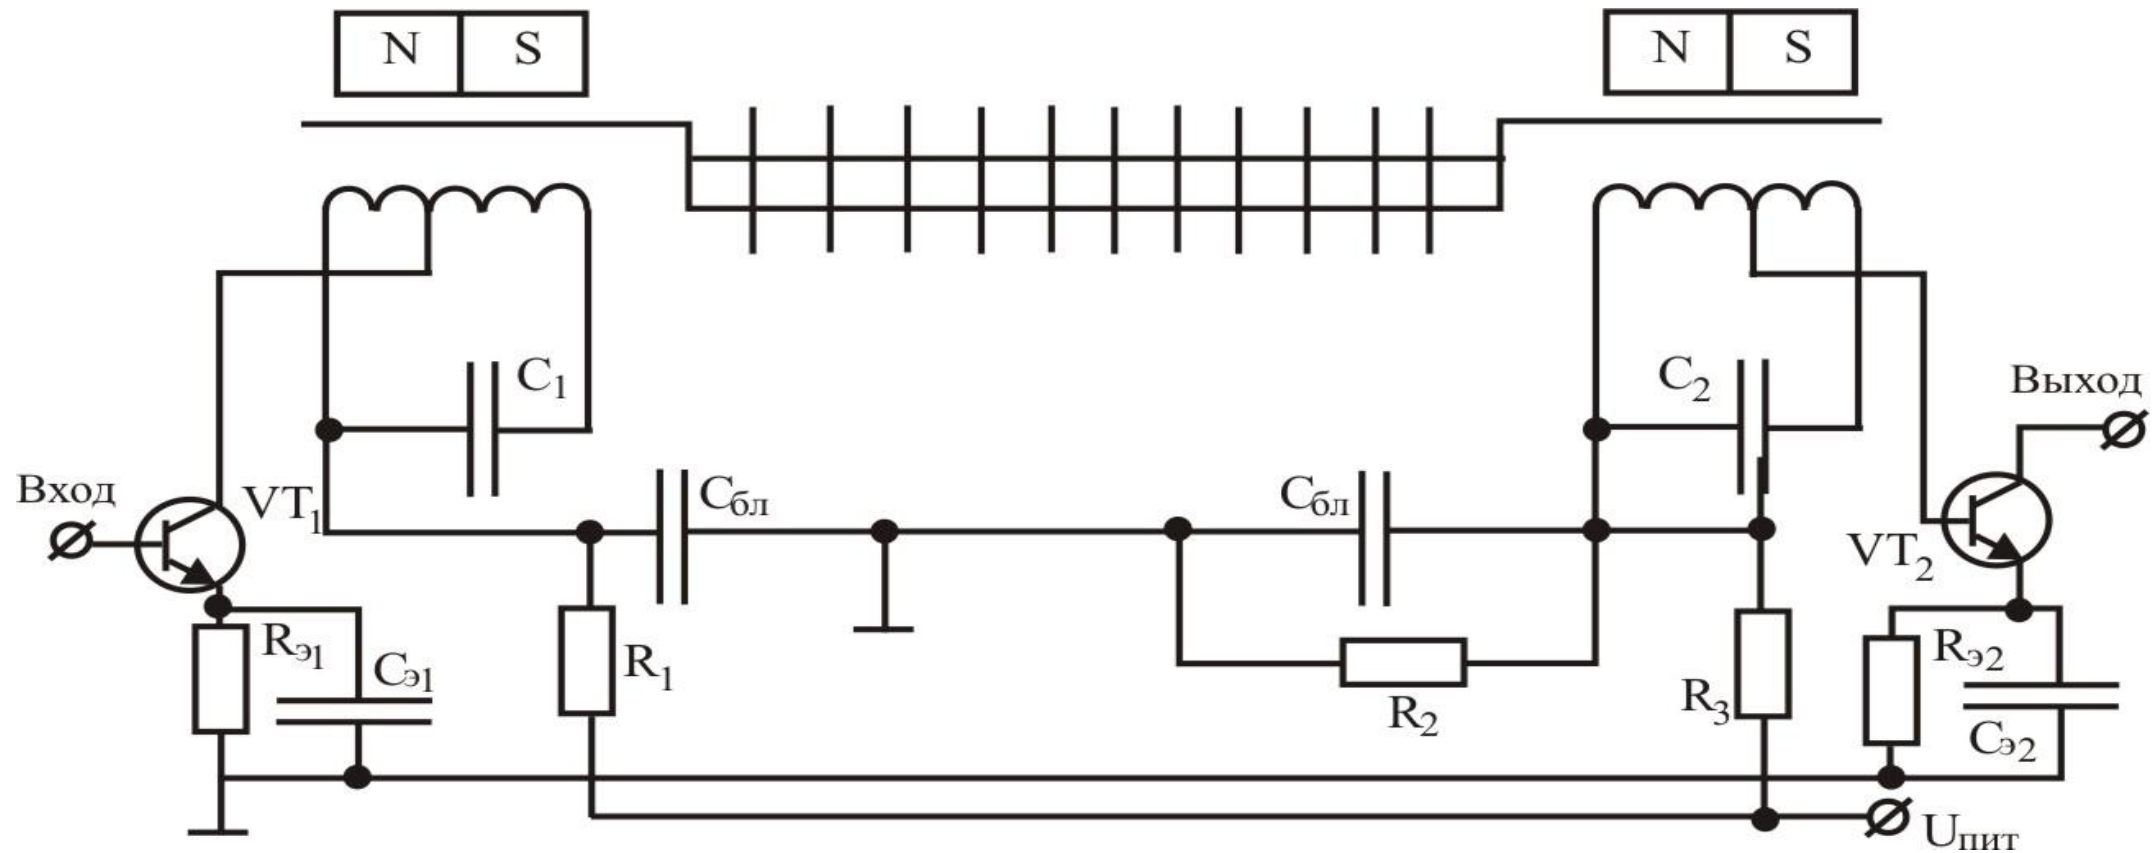 N S
N S
C1
C2
Выход
Вход
VT1
Cбл
Cбл
VT2
Rэ1
Cэ1
R1
R2
R3
Rэ2
Cэ2
Uпит